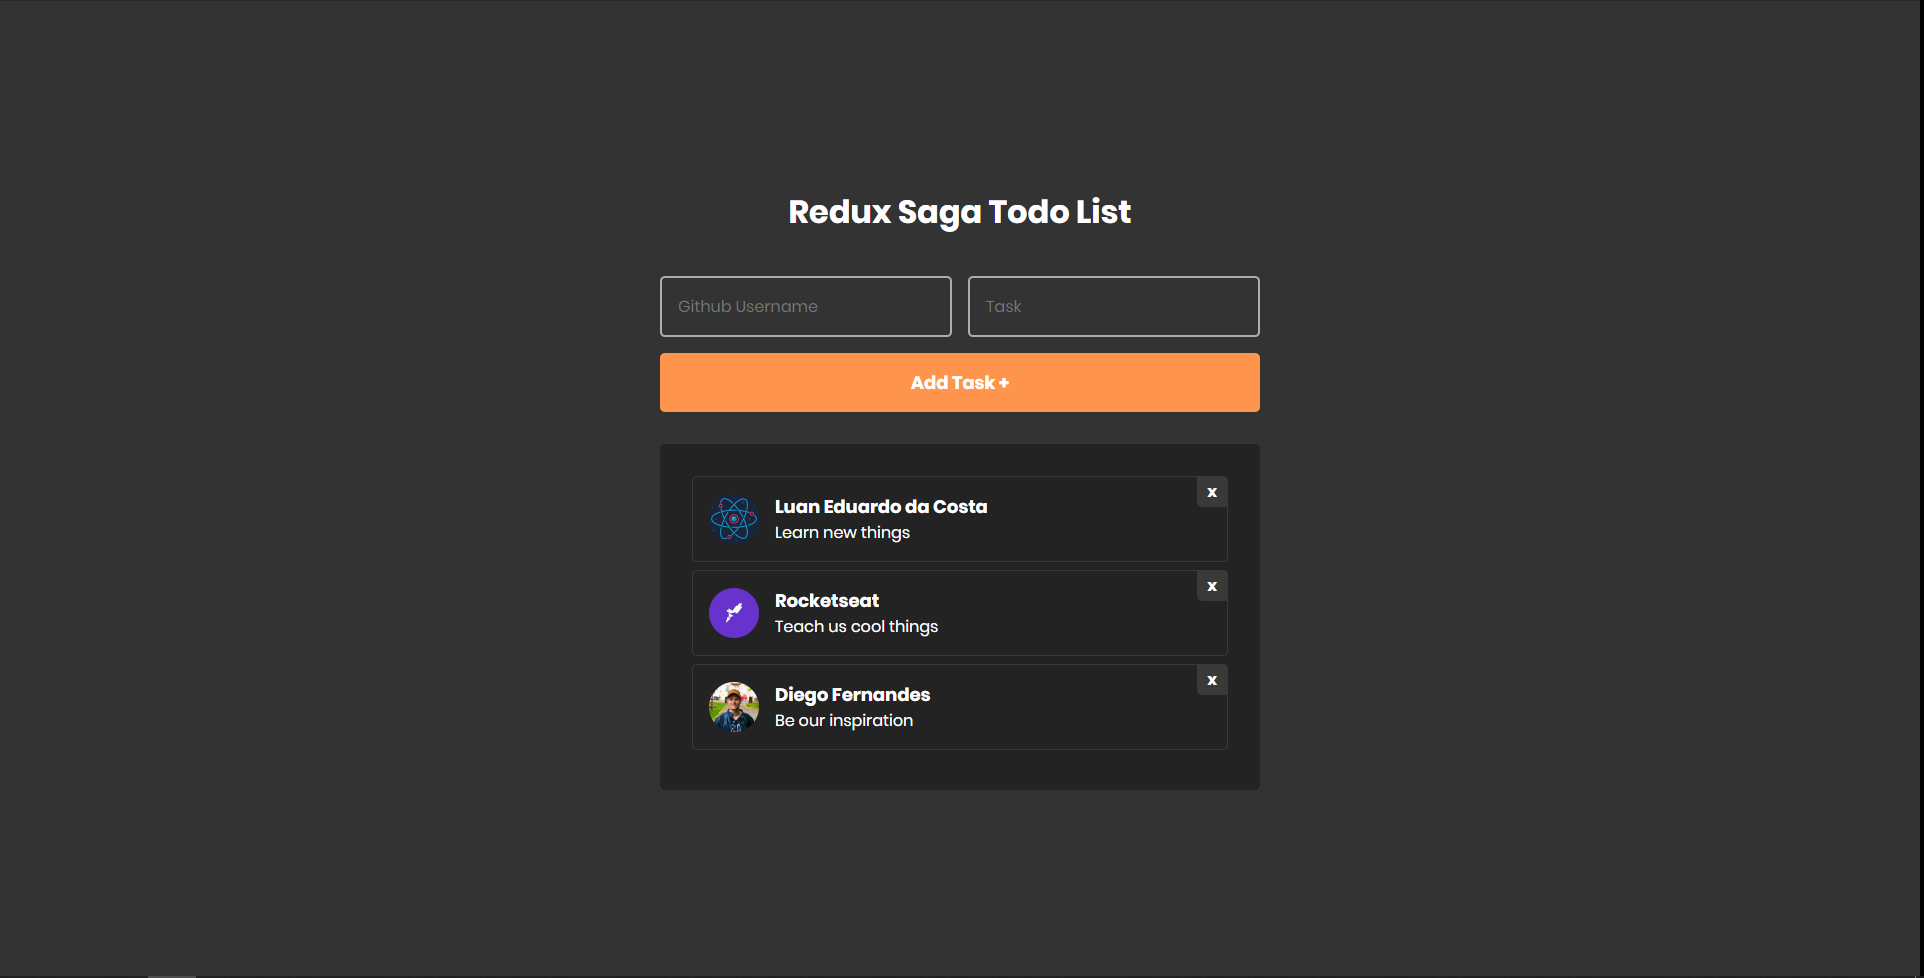 Redux Saga Todo List
Github Username
Task
Add Task +
Luan Eduardo da Costa
x
Learn new things
Rocketseat
x
Teach us cool things
Diego Fernandes
x
Be our inspiration